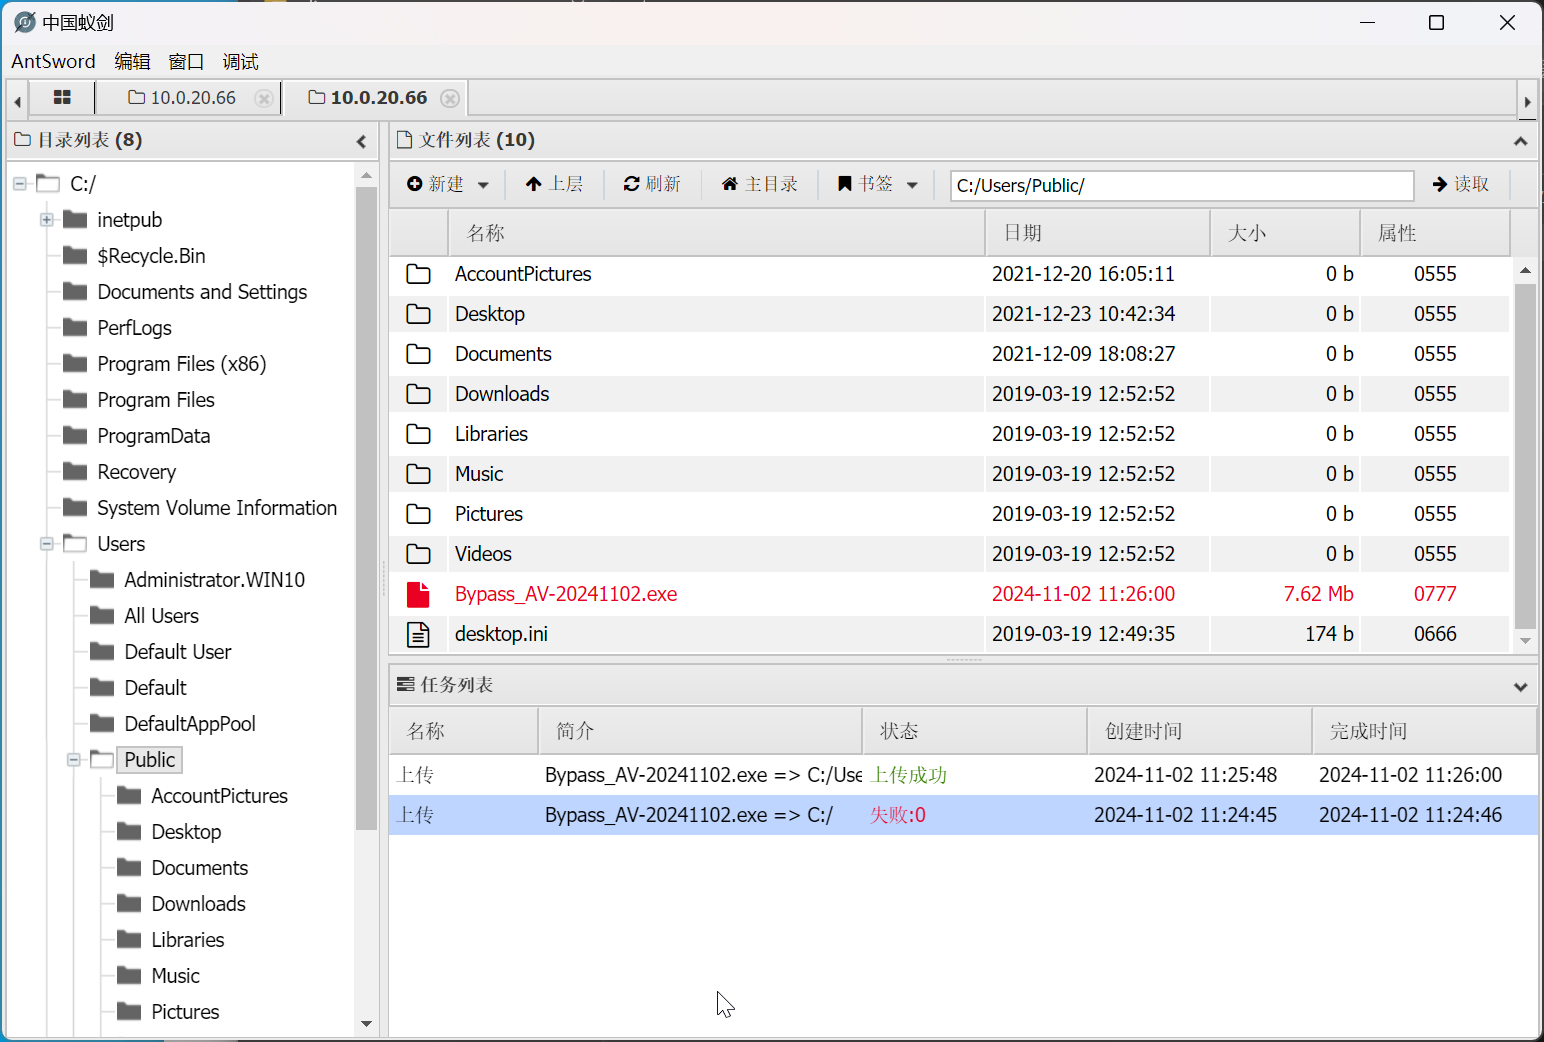 中国蚁剑
AntSword 编辑 窗口 调试
10.0.20.66 10.0.20.66
目录列表 (8)
C:/
inetpub
$Recycle.Bin
Documents and Settings
PerfLogs
Program Files (x86)
Program Files
ProgramData
Recovery
System Volume Information
Users
Administrator.WIN10
All Users
Default User
Default
DefaultAppPool
Public
AccountPictures
Desktop
Documents
Downloads
Libraries
Music
Pictures
文件列表 (10)
新建 上层 刷新 主目录 书签 C:/Users/Public/ 读取
名称 日期 大小 属性
AccountPictures 2021-12-20 16:05:11 0 b 0555
Desktop 2021-12-23 10:42:34 0 b 0555
Documents 2021-12-09 18:08:27 0 b 0555
Downloads 2019-03-19 12:52:52 0 b 0555
Libraries 2019-03-19 12:52:52 0 b 0555
Music 2019-03-19 12:52:52 0 b 0555
Pictures 2019-03-19 12:52:52 0 b 0555
Videos 2019-03-19 12:52:52 0 b 0555
Bypass_AV-20241102.exe 2024-11-02 11:26:00 7.62 Mb 0777
desktop.ini 2019-03-19 12:49:35 174 b 0666
任务列表
名称 简介 状态 创建时间 完成时间
上传 Bypass_AV-20241102.exe => C:/Use 上传成功 2024-11-02 11:25:48 2024-11-02 11:26:00
上传 Bypass_AV-20241102.exe => C:/ 失败:0 2024-11-02 11:24:45 2024-11-02 11:24:46